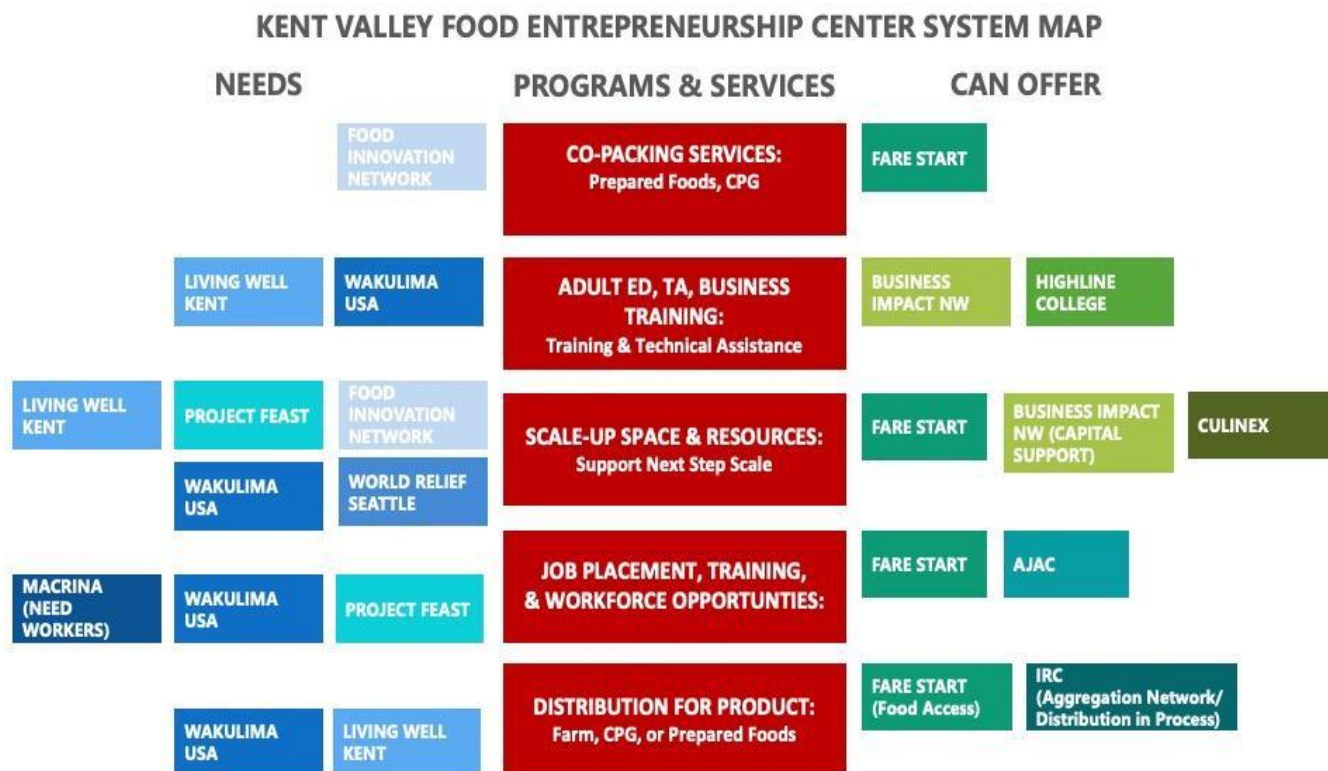 KENT VALLEY FOOD ENTREPRENEURSHIP CENTER SYSTEM MAP
NEEDS
PROGRAMS & SERVICES
CAN OFFER
FOOD
INNOVATION
NETWORK
CO-PACKING SERVICES:
Prepared Foods, CPG
FARE START
LIVING WELL
KENT
WAKULIMA
USA
ADULT ED, TA, BUSINESS
TRAINING:
Training & Technical Assistance
BUSINESS
IMPACT NW
HIGHLINE
COLLEGE
LIVING WELL
KENT
PROJECT FEAST
FOOD
INNOVATION
NETWORK
WAKULIMA
USA
WORLD RELIEF
SEATTLE
SCALE-UP SPACE & RESOURCES:
Support Next Step Scale
FARE START
BUSINESS IMPACT
NW (CAPITAL
SUPPORT)
CULINEX
MACRINA
(NEED
WORKERS)
WAKULIMA
USA
PROJECT FEAST
JOB PLACEMENT, TRAINING,
& WORKFORCE OPPORTUNTIES:
FARE START
AJAC
WAKULIMA
USA
LIVING WELL
KENT
DISTRIBUTION FOR PRODUCT:
Farm, CPG, or Prepared Foods
FARE START
(Food Access)
IRC
(Aggregation Network/
Distribution in Process)